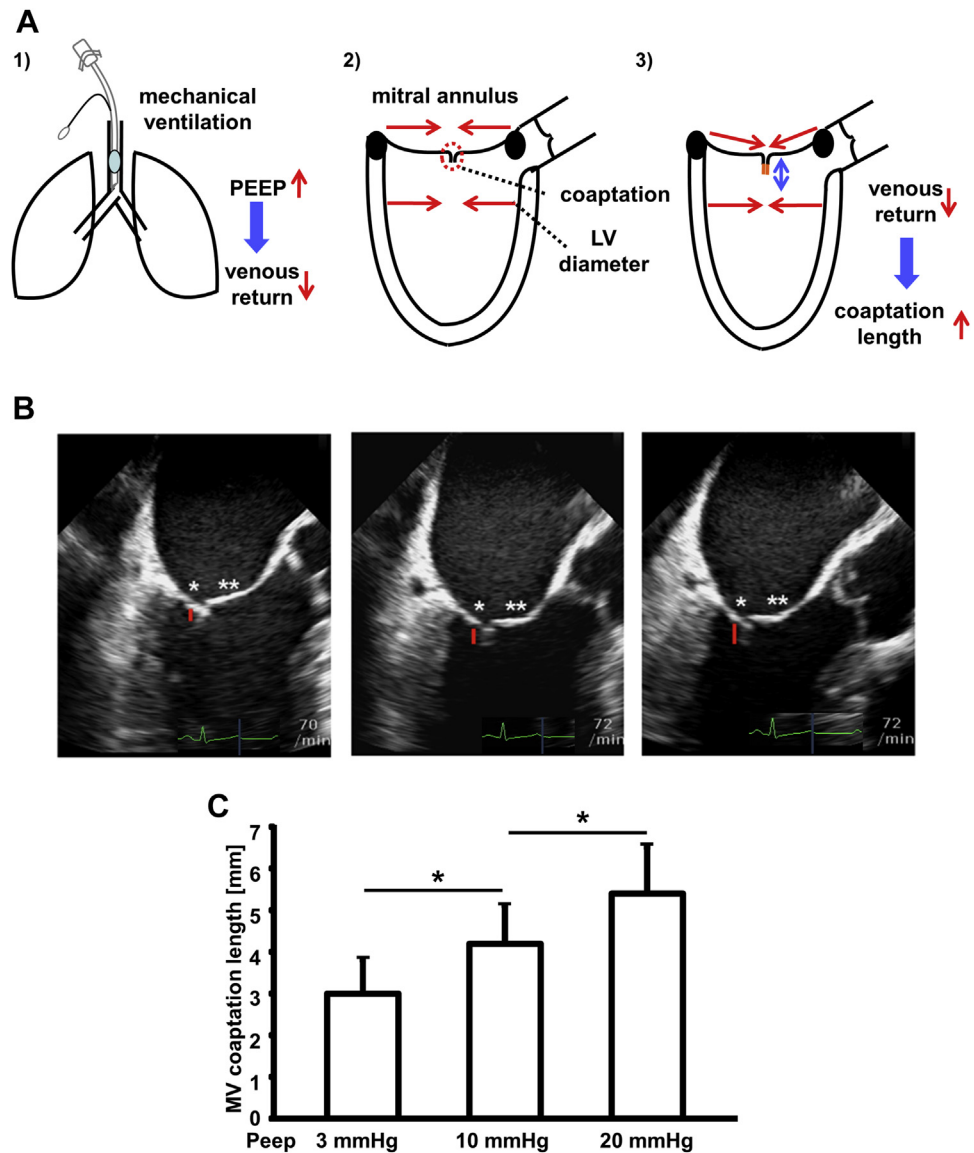 A
1)
mechanical
ventilation
PEEP
venous
return
2)
mitral annulus
coaptation
LV
diameter
3)
venous
return
coaptation
length
B
* **
70
/min
* **
72
/min
* **
72
/min
C
MV coaptation length [mm]
7
6
5
4
3
2
1
0
*
*
Peep 3 mmHg 10 mmHg 20 mmHg